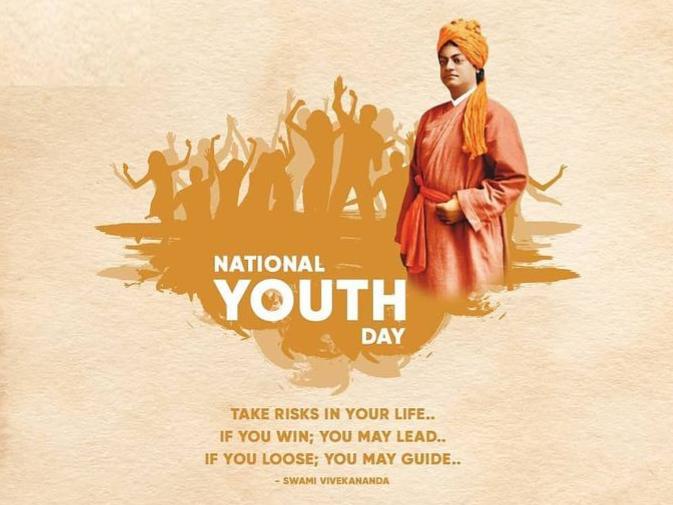 NATIONAL
YOUTH
DAY
TAKE RISKS IN YOUR LIFE..
IF YOU WIN; YOU MAY LEAD..
IF YOU LOOSE; YOU MAY GUIDE..
- SWAMI VIVEKANANDA